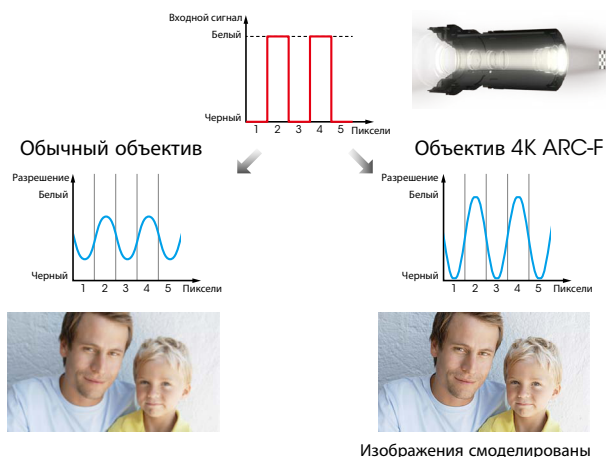 Входной сигнал
Белый
Черный
1 2 3 4 5 Пиксели
Обычный объектив
Объектив 4K ARC-F
Разрешение
Белый
Черный
1 2 3 4 5 Пиксели
Разрешение
Белый
Черный
1 2 3 4 5 Пиксели
Изображения смоделированы